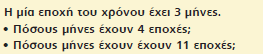 Η μία εποχή του χρόνου έχει 3 μήνες.
• Πόσους μήνες έχουν 4 εποχές;
• Πόσους μήνες έχουν έχουν 11 εποχές;